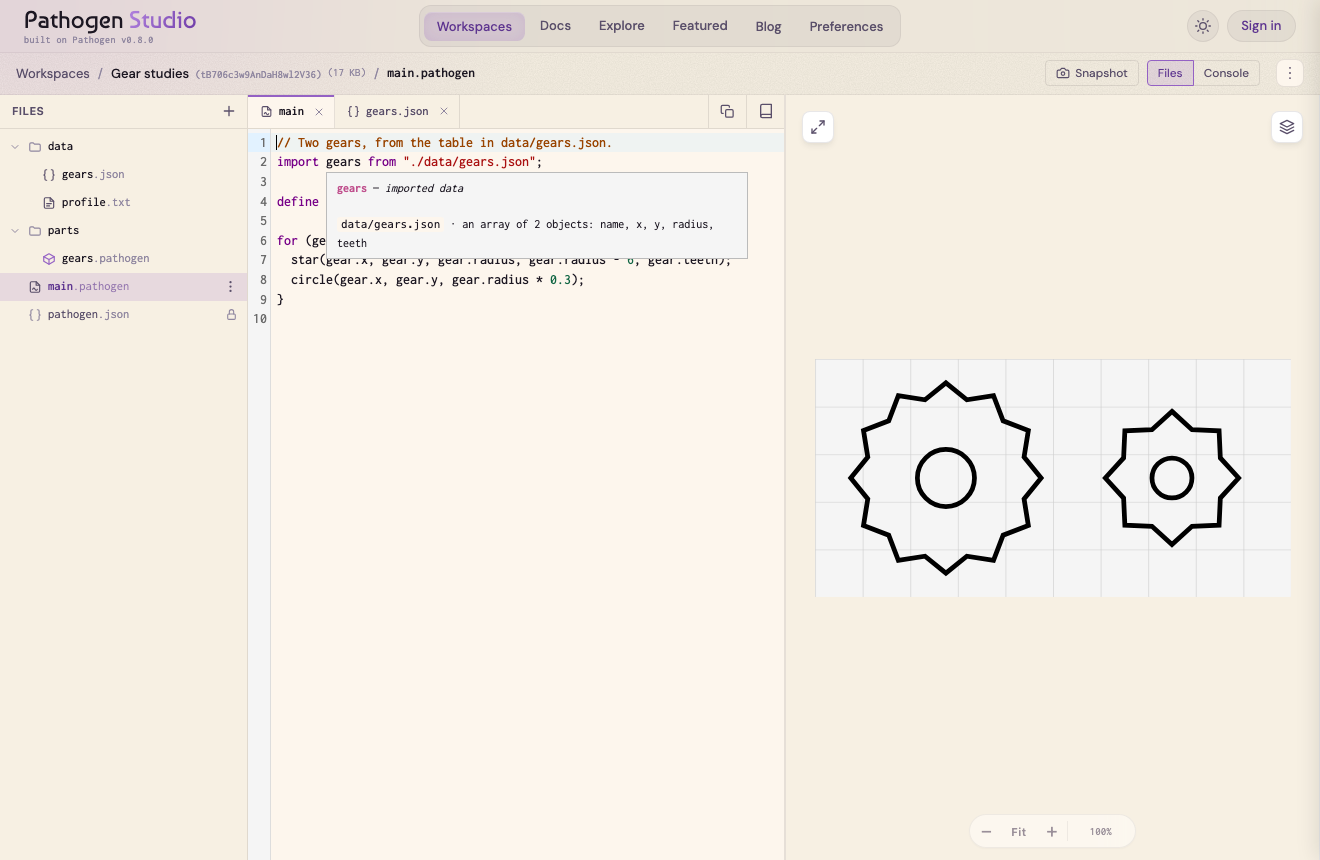 Pathogen Studio
built on Pathogen v0.8.0
Workspaces
Docs
Explore
Featured
Blog
Preferences
Sign in
Workspaces / Gear studies (tB706c3w9AnDaH8wl2V36) (17 KB) / main.pathogen
Snapshot
Files
Console
FILES
data
gears.json
profile.txt
parts
gears.pathogen
main.pathogen
pathogen.json
main
{} gears.json
1 // Two gears, from the table in data/gears.json.
2 import gears from "./data/gears.json";
3
gears — imported data
4 define
5
data/gears.json · an array of 2 objects: name, x, y, radius,
teeth
6 for (ge
7 star(gear.x, gear.y, gear.radius, gear.radius - 6, gear.teeth);
8 circle(gear.x, gear.y, gear.radius * 0.3);
9 }
10
Fit
100%